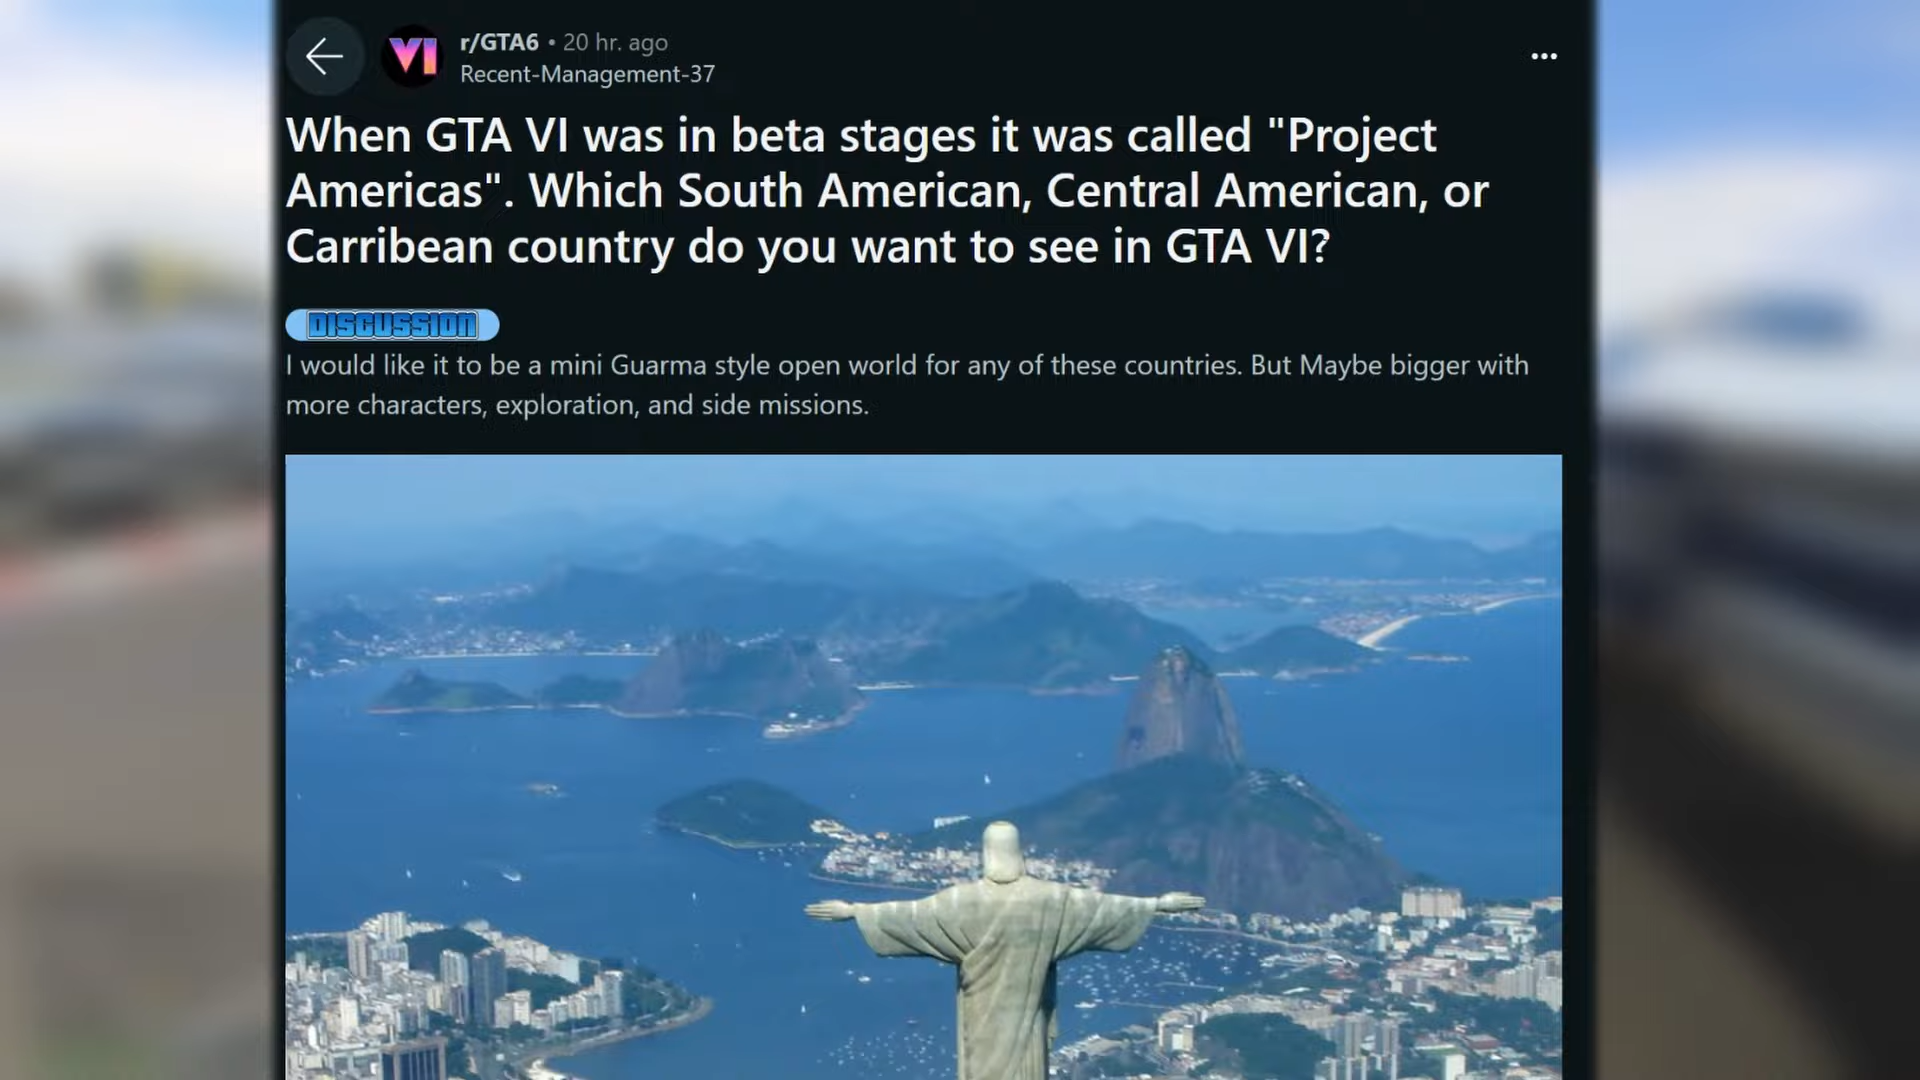 r/GTA6 • 20 hr. ago
Recent-Management-37
VI
When GTA VI was in beta stages it was called "Project
Americas". Which South American, Central American, or
Carribean country do you want to see in GTA VI?
DISCUSSION
I would like it to be a mini Guarma style open world for any of these countries. But Maybe bigger with
more characters, exploration, and side missions.